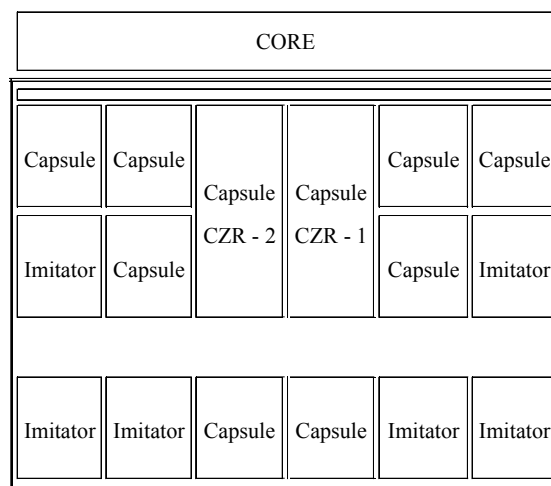 CORE
Capsule Capsule Capsule Capsule Capsule Capsule
CZR - 2 CZR - 1
Imitator Capsule Capsule Imitator
Imitator Imitator Capsule Capsule Imitator Imitator